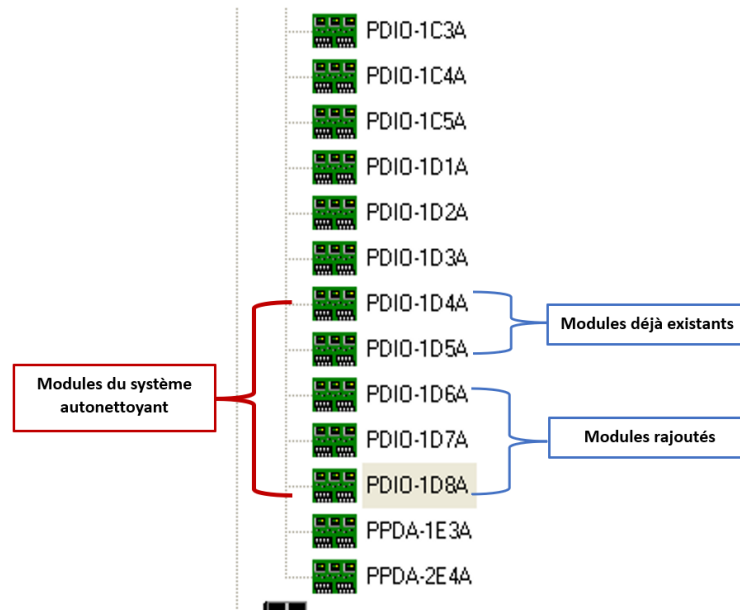 PDIO-1C3A
PDIO-1C4A
PDIO-1C5A
PDIO-1D1A
PDIO-1D2A
PDIO-1D3A
PDIO-1D4A
PDIO-1D5A
PDIO-1D6A
PDIO-1D7A
PDIO-1D8A
PPDA-1E3A
PPDA-2E4A
Modules du système
autonettoyant
Modules déjà existants
Modules rajoutés